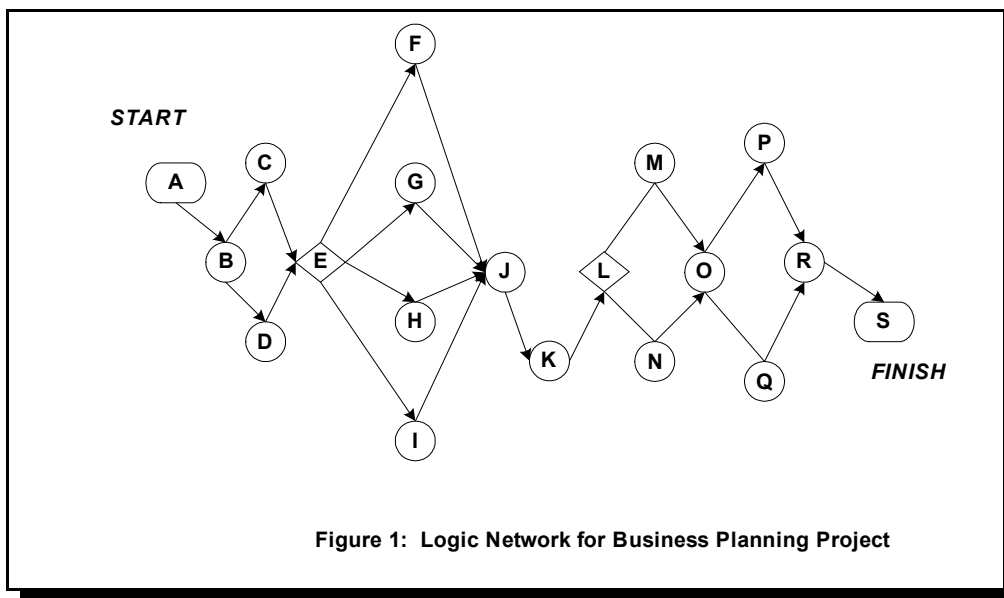 F
START
P
C
M
A
G
B
E
L
O
R
J
H
S
D
K
N
Q
FINISH
I
Figure 1: Logic Network for Business Planning Project